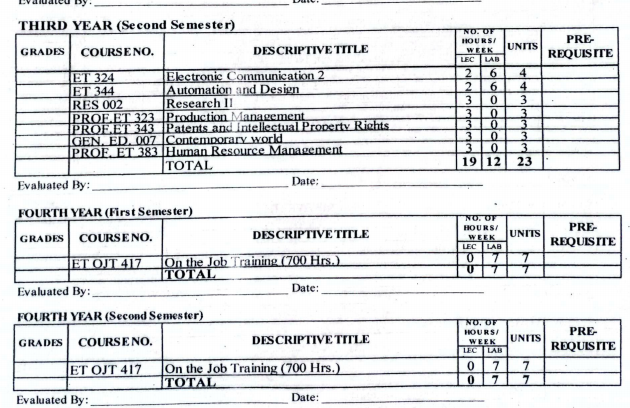 Evaluated By: Date:
THIRD YEAR (Second Semester)
GRADES COURSE NO. DESCRIPTIVE TITLE NO. OF HOURS/ WEEK LEC LAB UNITS PRE-REQUISITE
ET 324 Electronic Communication 2 2 6 4
ET 344 Automation and Design 2 6 4
RES 002 Research II 3 0 3
PROF.ET 323 Production Management 3 0 3
PROF.ET 343 Patents and Intellectual Property Rights 3 0 3
GEN. ED. 007 Contemporary world 3 0 3
PROF. ET 383 Human Resource Management 3 0 3
TOTAL 19 12 23
Evaluated By: Date:
FOURTH YEAR (First Semester)
GRADES COURSE NO. DESCRIPTIVE TITLE NO. OF HOURS/ WEEK LEC LAB UNITS PRE-REQUISITE
ET OJT 417 On the Job Training (700 Hrs.) 0 7 7
TOTAL 0 7 7
Evaluated By: Date:
FOURTH YEAR (Second Semester)
GRADES COURSE NO. DESCRIPTIVE TITLE NO. OF HOURS/ WEEK LEC LAB UNITS PRE-REQUISITE
ET OJT 417 On the Job Training (700 Hrs.) 0 7 7
TOTAL 0 7 7
Evaluated By: Date: